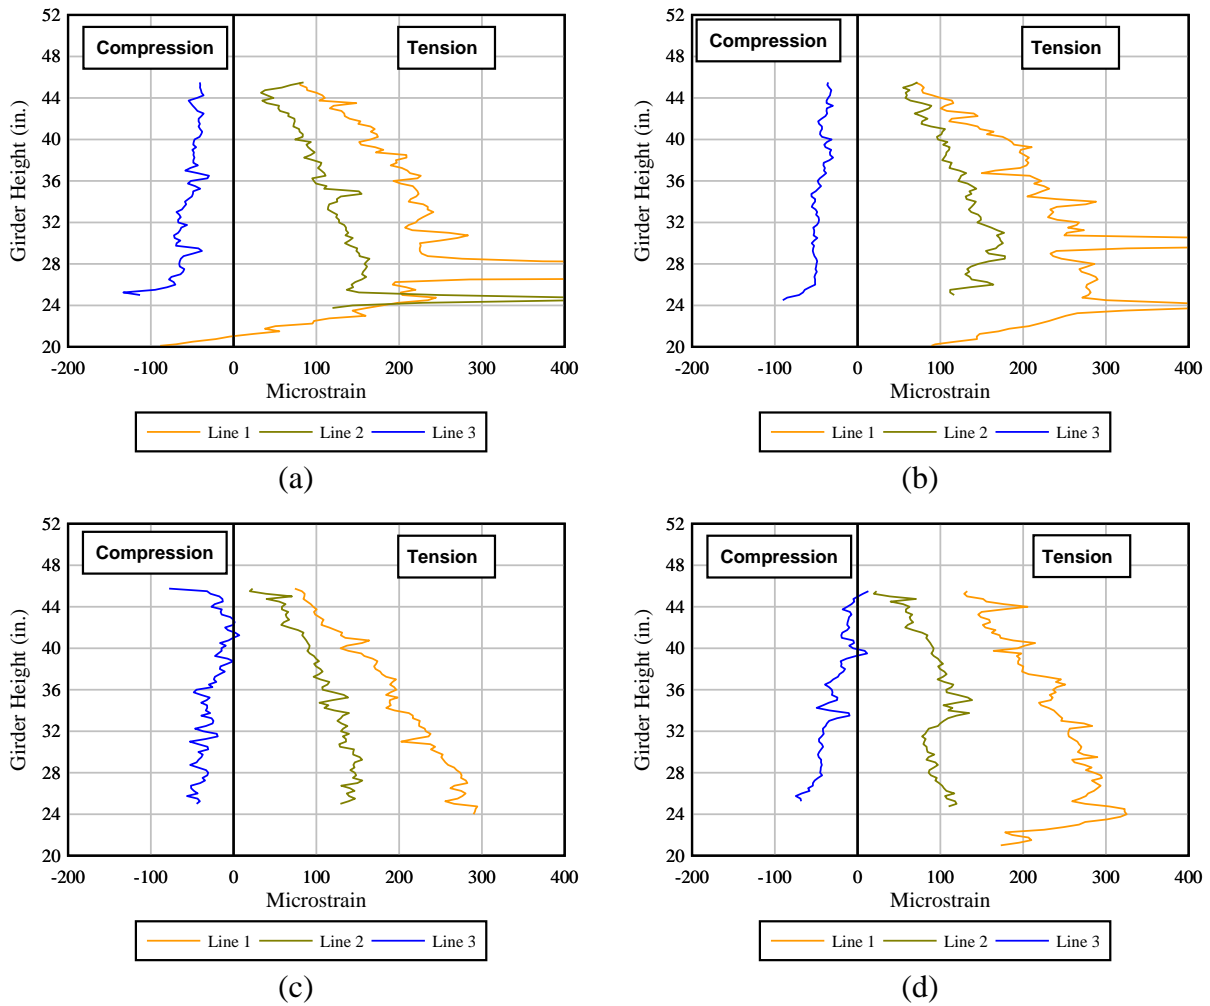 52
48
44
40
36
32
28
24
20
Girder Height (in.)
Compression
Tension
-200 -100 0 100 200 300 400
Microstrain
Line 1 Line 2 Line 3
(a)
52
48
44
40
36
32
28
24
20
Girder Height (in.)
Compression
Tension
-200 -100 0 100 200 300 400
Microstrain
Line 1 Line 2 Line 3
(b)
52
48
44
40
36
32
28
24
20
Girder Height (in.)
Compression
Tension
-200 -100 0 100 200 300 400
Microstrain
Line 1 Line 2 Line 3
(c)
52
48
44
40
36
32
28
24
20
Girder Height (in.)
Compression
Tension
-200 -100 0 100 200 300 400
Microstrain
Line 1 Line 2 Line 3
(d)